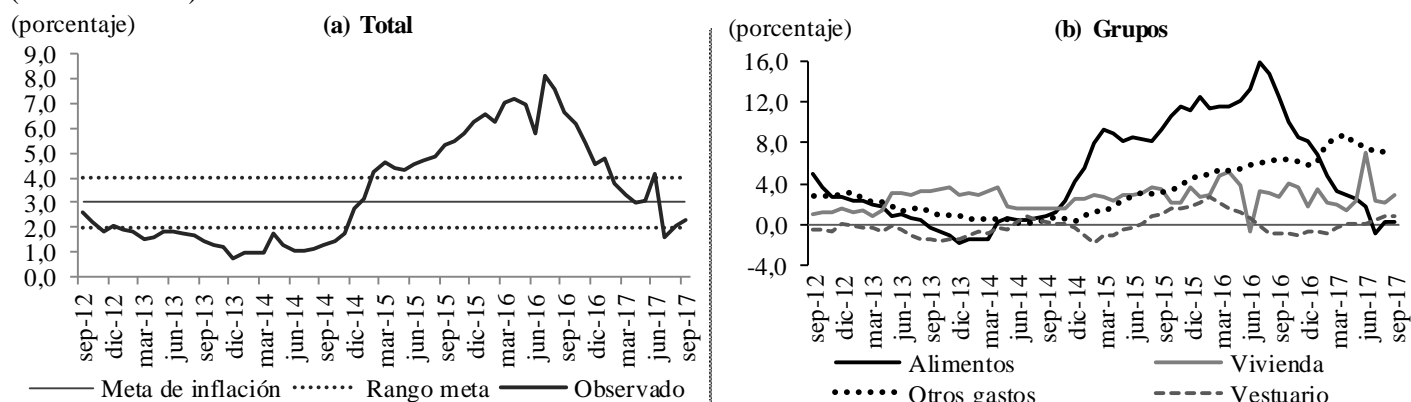 (a) Total
(porcentaje)
9,0
8,0
7,0
6,0
5,0
4,0
3,0
2,0
1,0
0,0
sep-12
dic-12
mar-13
jun-13
sep-13
dic-13
mar-14
jun-14
sep-14
dic-14
mar-15
jun-15
sep-15
dic-15
mar-16
jun-16
sep-16
dic-16
mar-17
jun-17
sep-17
Meta de inflación
Rango meta
Observado
(b) Grupos
(porcentaje)
16,0
12,0
8,0
4,0
0,0
-4,0
sep-12
dic-12
mar-13
jun-13
sep-13
dic-13
mar-14
jun-14
sep-14
dic-14
mar-15
jun-15
sep-15
dic-15
mar-16
jun-16
sep-16
dic-16
mar-17
jun-17
sep-17
Alimentos
Vivienda
Otros gastos
Vestuario